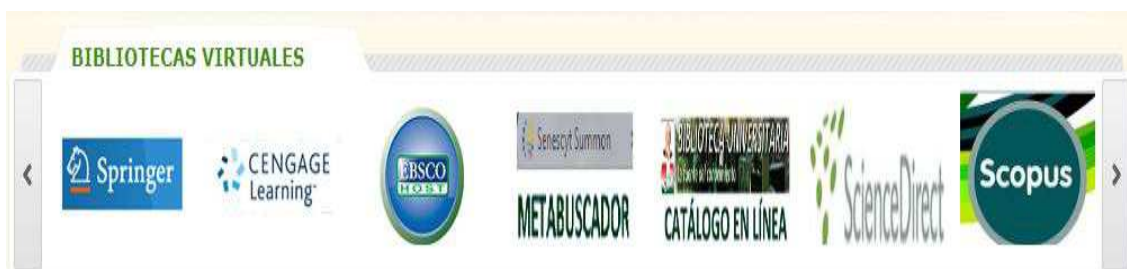 BIBLIOTECAS VIRTUALES
Springer
CENGAGE
Learning
EBSCO
HOST
Senescyt Summon
METABUSCADOR
BIBLIOTECA UNIVERSITARIA
CATÁLOGO EN LÍNEA
ScienceDirect
Scopus